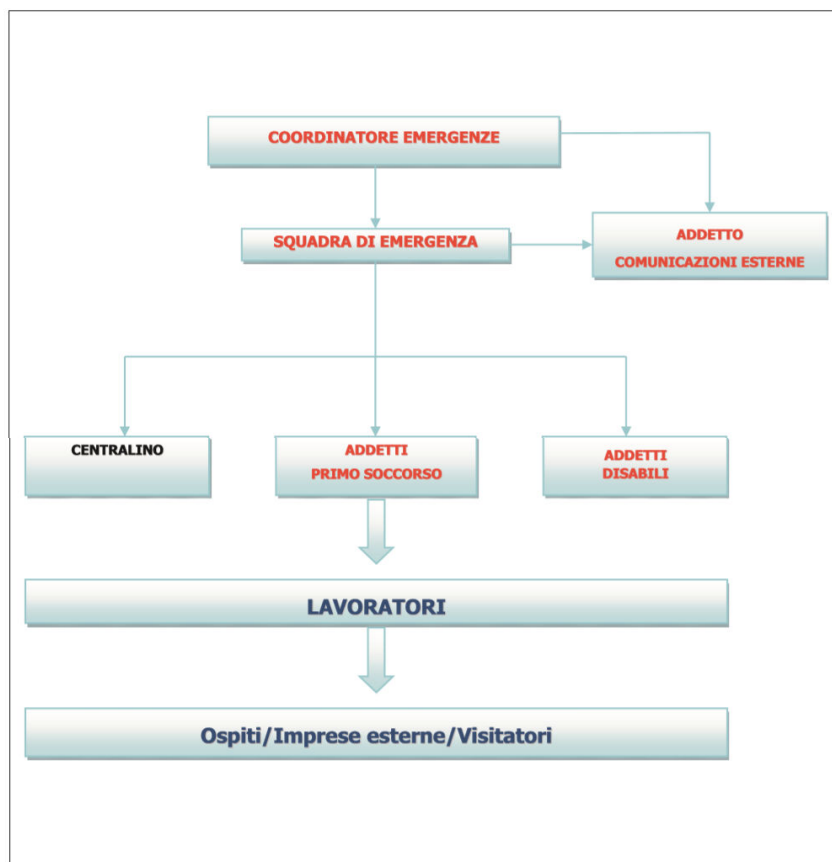 COORDINATORE EMERGENZE
SQUADRA DI EMERGENZA
ADDETTO
COMUNICAZIONI ESTERNE
CENTRALINO
ADDETTI
PRIMO SOCCORSO
ADDETTI
DISABILI
LAVORATORI
Ospiti/Imprese esterne/Visitatori